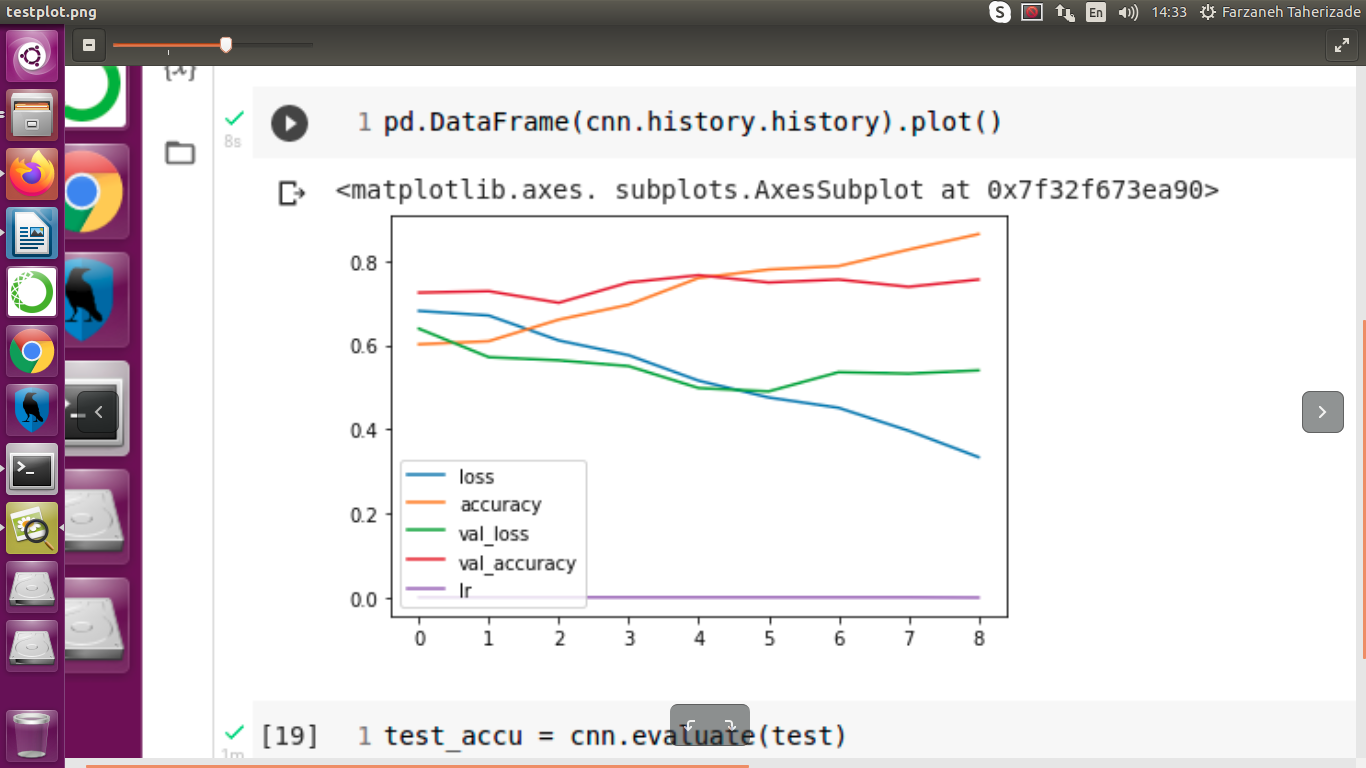 testplot.png
En
14:33
Farzaneh Taherizade
{x}
8s
1 pd.DataFrame(cnn.history.history).plot()
<matplotlib.axes. subplots.AxesSubplot at 0x7f32f673ea90>
0.8
0.6
0.4
0.2
0.0
loss
accuracy
val_loss
val_accuracy
lr
0 1 2 3 4 5 6 7 8
[19] 1 test_accu = cnn.evaluate(test)
1m